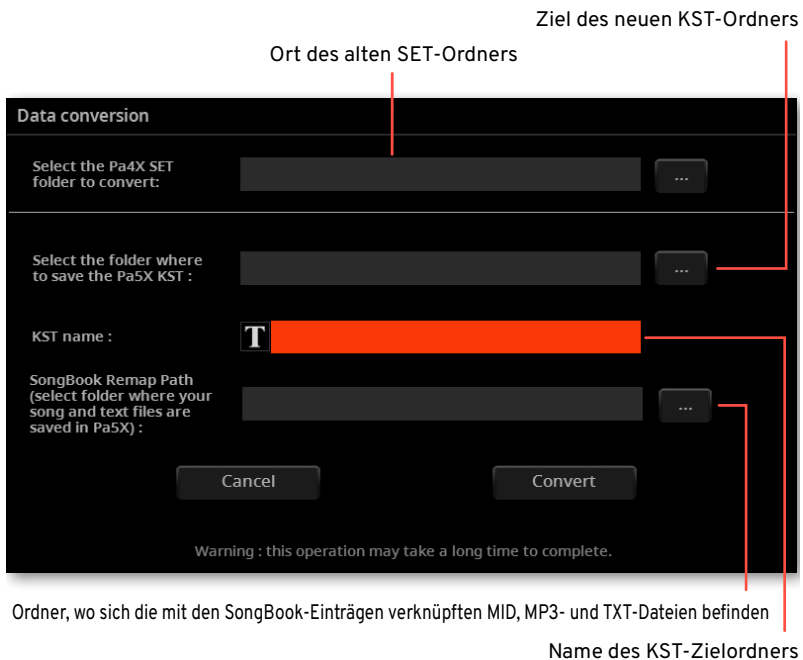 Ziel des neuen KST-Ordners
Ort des alten SET-Ordners
Data conversion
Select the Pa4X SET
folder to convert:
...
Select the folder where
to save the Pa5X KST :
...
KST name :
T
SongBook Remap Path
(select folder where your
song and text files are
saved in Pa5X) :
...
Cancel
Convert
Warning : this operation may take a long time to complete.
Ordner, wo sich die mit den SongBook-Einträgen verknüpften MID, MP3- und TXT-Dateien befinden
Name des KST-Zielordners